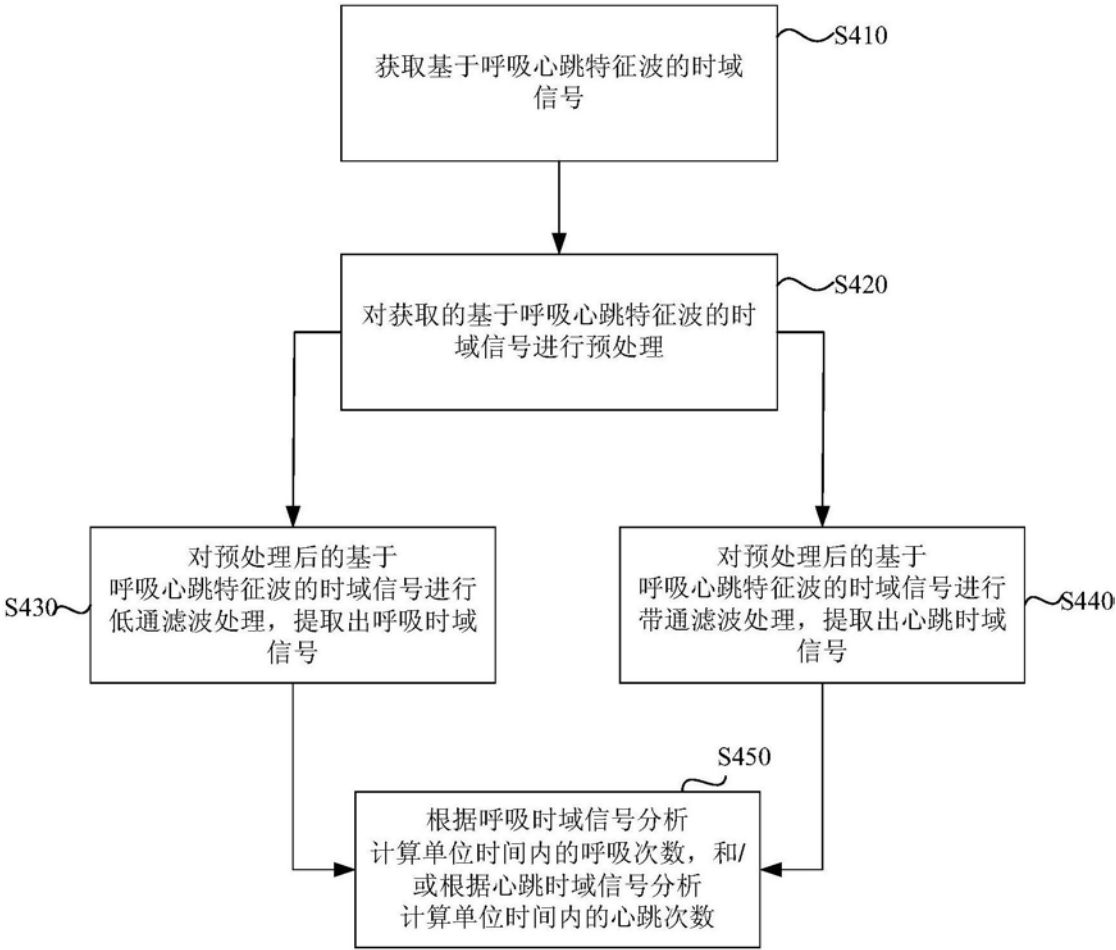 S410
获取基于呼吸心跳特征波的时域
信号
S420
对获取的基于呼吸心跳特征波的时
域信号进行预处理
S430
对预处理后的基于
呼吸心跳特征波的时域信号进行
低通滤波处理，提取出呼吸时域
信号
对预处理后的基于
呼吸心跳特征波的时域信号进行
带通滤波处理，提取出心跳时域
信号
S440
S450
根据呼吸时域信号分析
计算单位时间内的呼吸次数，和/
或根据心跳时域信号分析
计算单位时间内的心跳次数